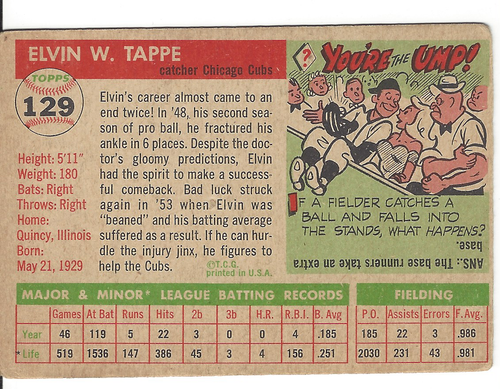 ELVIN W. TAPPE
catcher Chicago Cubs
TOPPS
129
Height: 5'11"
Weight: 180
Bats: Right
Throws: Right
Home:
Quincy, Illinois
Born:
May 21, 1929
Elvin's career almost came to an
end twice! In '48, his second sea-
son of pro ball, he fractured his
ankle in 6 places. Despite the doc-
tor's gloomy predictions, Elvin
had the spirit to make a success-
ful comeback. Bad luck struck
again in '53 when Elvin was
"beaned" and his batting average
suffered as a result. If he can hur-
dle the injury jinx, he figures to
help the Cubs.
©T.C.G.
printed in U.S.A.
?
YOU'RE THE UMP!
IF A FIELDER CATCHES A
BALL AND FALLS INTO
THE STANDS, WHAT HAPPENS?
ANS.: The base runners take an extra
base.
MAJOR & MINOR* LEAGUE BATTING RECORDS
Games At Bat Runs Hits 2b 3b H.R. R.B.I. B. Avg
Year 46 119 5 22 3 0 0 4 .185
*Life 519 1536 147 386 45 3 4 156 .251
FIELDING
P.O. Assists Errors F. Avg.
185 22 3 .986
2030 231 43 .981